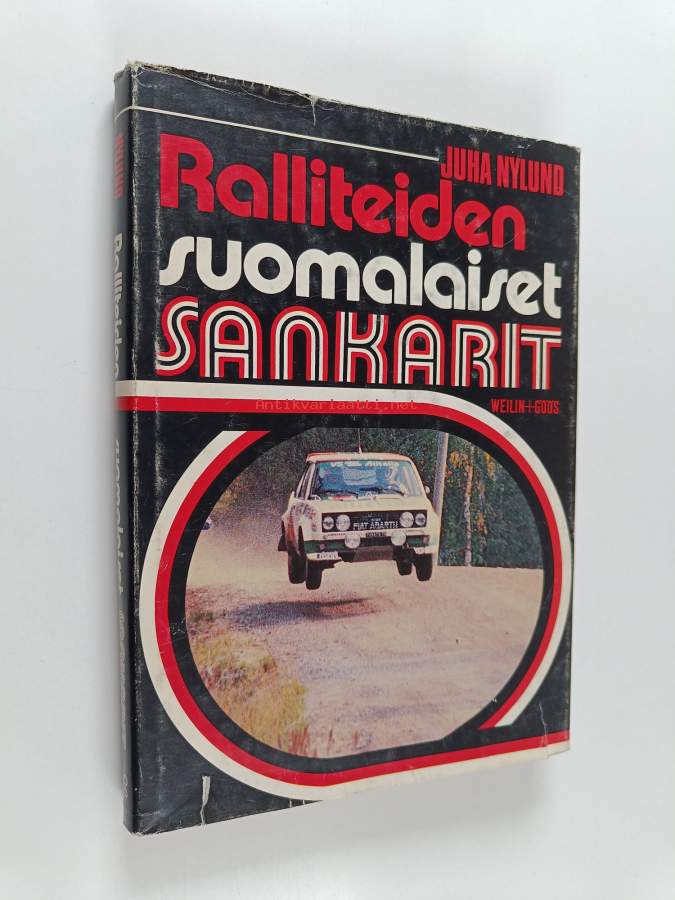 JUHA NYLUND
Ralliteiden
suomalaiset
SANKARIT
WEILIN+GÖÖS
Antikvariaatti.net
FIAT ABARTH
NYLUND
Ralliteiden
suomalaiset